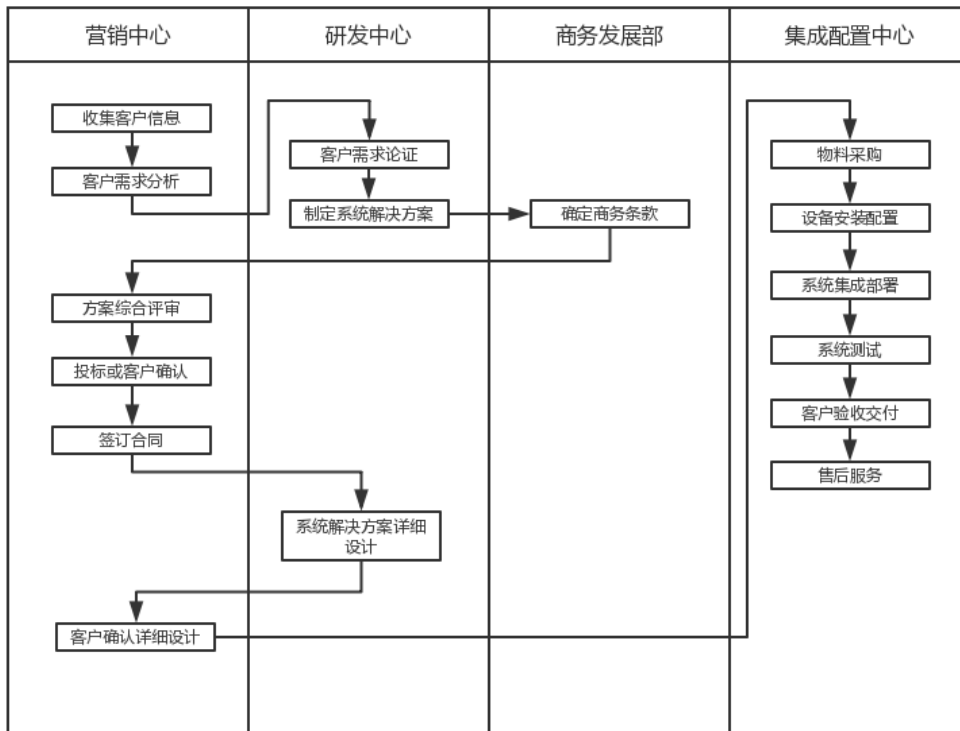 营销中心
研发中心
商务发展部
集成配置中心
收集客户信息
客户需求分析
客户需求论证
制定系统解决方案
确定商务条款
方案综合评审
投标或客户确认
签订合同
系统解决方案详细
设计
客户确认详细设计
物料采购
设备安装配置
系统集成部署
系统测试
客户验收交付
售后服务